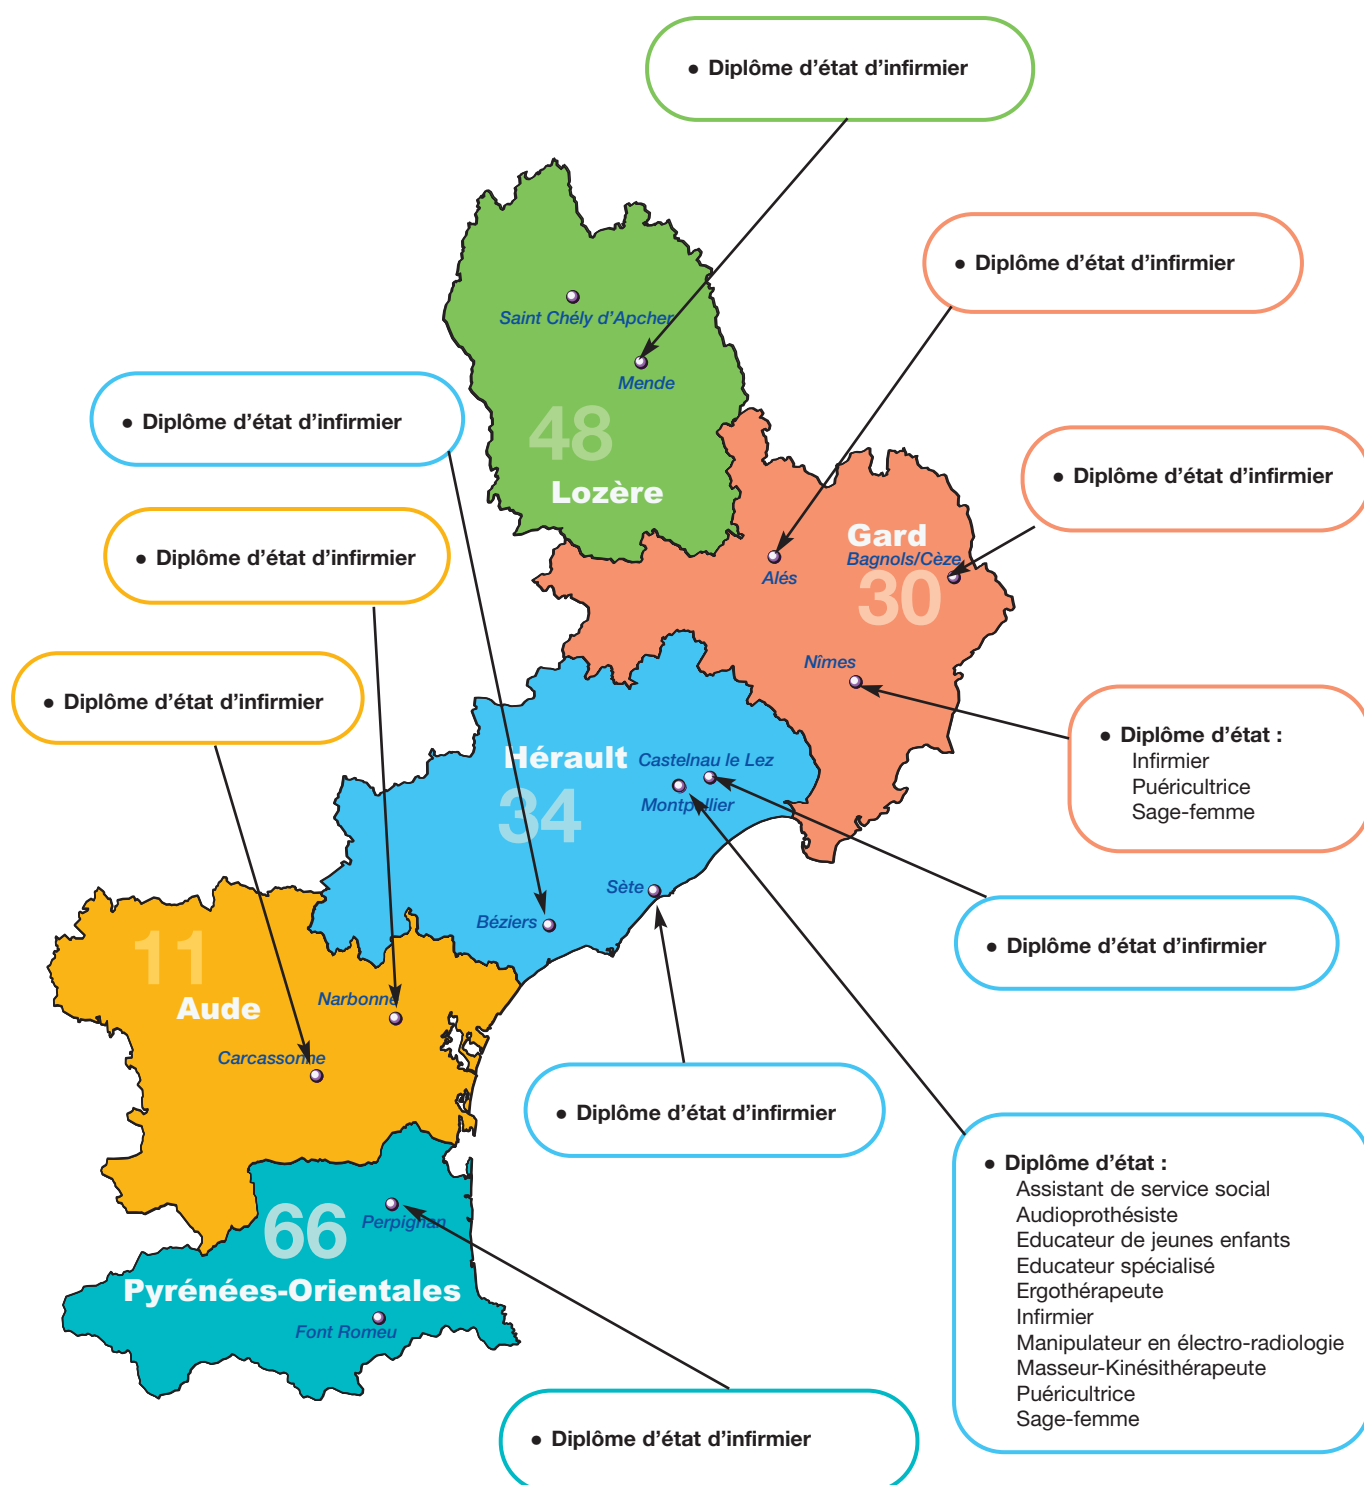 ● Diplôme d'état d'infirmier
● Diplôme d'état d'infirmier
Saint Chély d'Apcher
Mende
● Diplôme d'état d'infirmier
48
Lozère
● Diplôme d'état d'infirmier
● Diplôme d'état d'infirmier
Gard
Bagnols/Cèze
Alés
30
● Diplôme d'état d'infirmier
Nîmes
● Diplôme d'état :
Infirmier
Puéricultrice
Sage-femme
Hérault
Castelnau le Lez
Montpellier
34
Sète
Béziers
● Diplôme d'état d'infirmier
11
Aude
Narbonne
Carcassonne
● Diplôme d'état d'infirmier
● Diplôme d'état :
Assistant de service social
Audioprothésiste
Educateur de jeunes enfants
Educateur spécialisé
Ergothérapeute
Infirmier
Manipulateur en électro-radiologie
Masseur-Kinésithérapeute
Puéricultrice
Sage-femme
66
Perpignan
Pyrénées-Orientales
Font Romeu
● Diplôme d'état d'infirmier